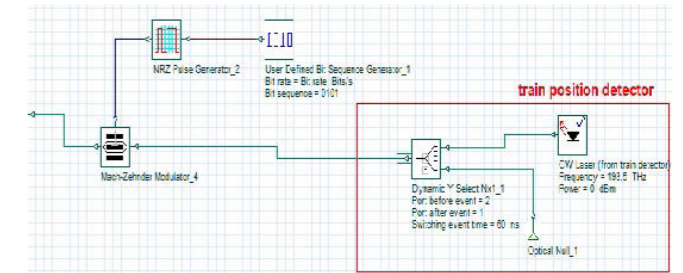 NRZ Pulse Generator_2
User Defined Bit Sequence Generator_1
Bit rate = Bit rate Bits/s
Bit sequence = 0101
train position detector
Mach-Zehnder Modulator_4
CW Laser (from train detector)
Frequency = 193.5 THz
Power = 0 dBm
Dynamic Y Select Nx1_1
Port before event = 2
Port after event = 1
Switching event time = 60 ns
Optical Null_1